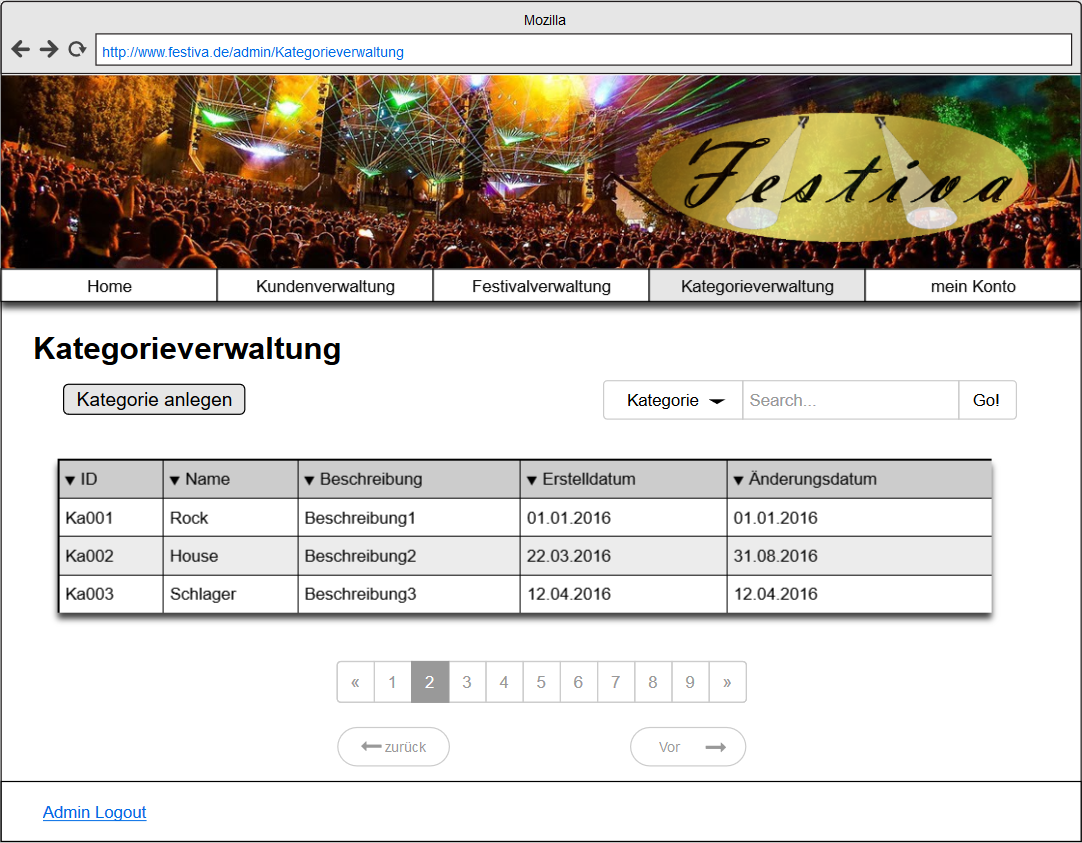 Mozilla
http://www.festiva.de/admin/Kategorieverwaltung
Festiva
Home Kundenverwaltung Festivalverwaltung Kategorieverwaltung mein Konto
Kategorieverwaltung
Kategorie anlegen Kategorie Search... Go!
ID Name Beschreibung Erstelldatum Änderungsdatum
Ka001 Rock Beschreibung1 01.01.2016 01.01.2016
Ka002 House Beschreibung2 22.03.2016 31.08.2016
Ka003 Schlager Beschreibung3 12.04.2016 12.04.2016
« 1 2 3 4 5 6 7 8 9 »
zurück Vor
Admin Logout